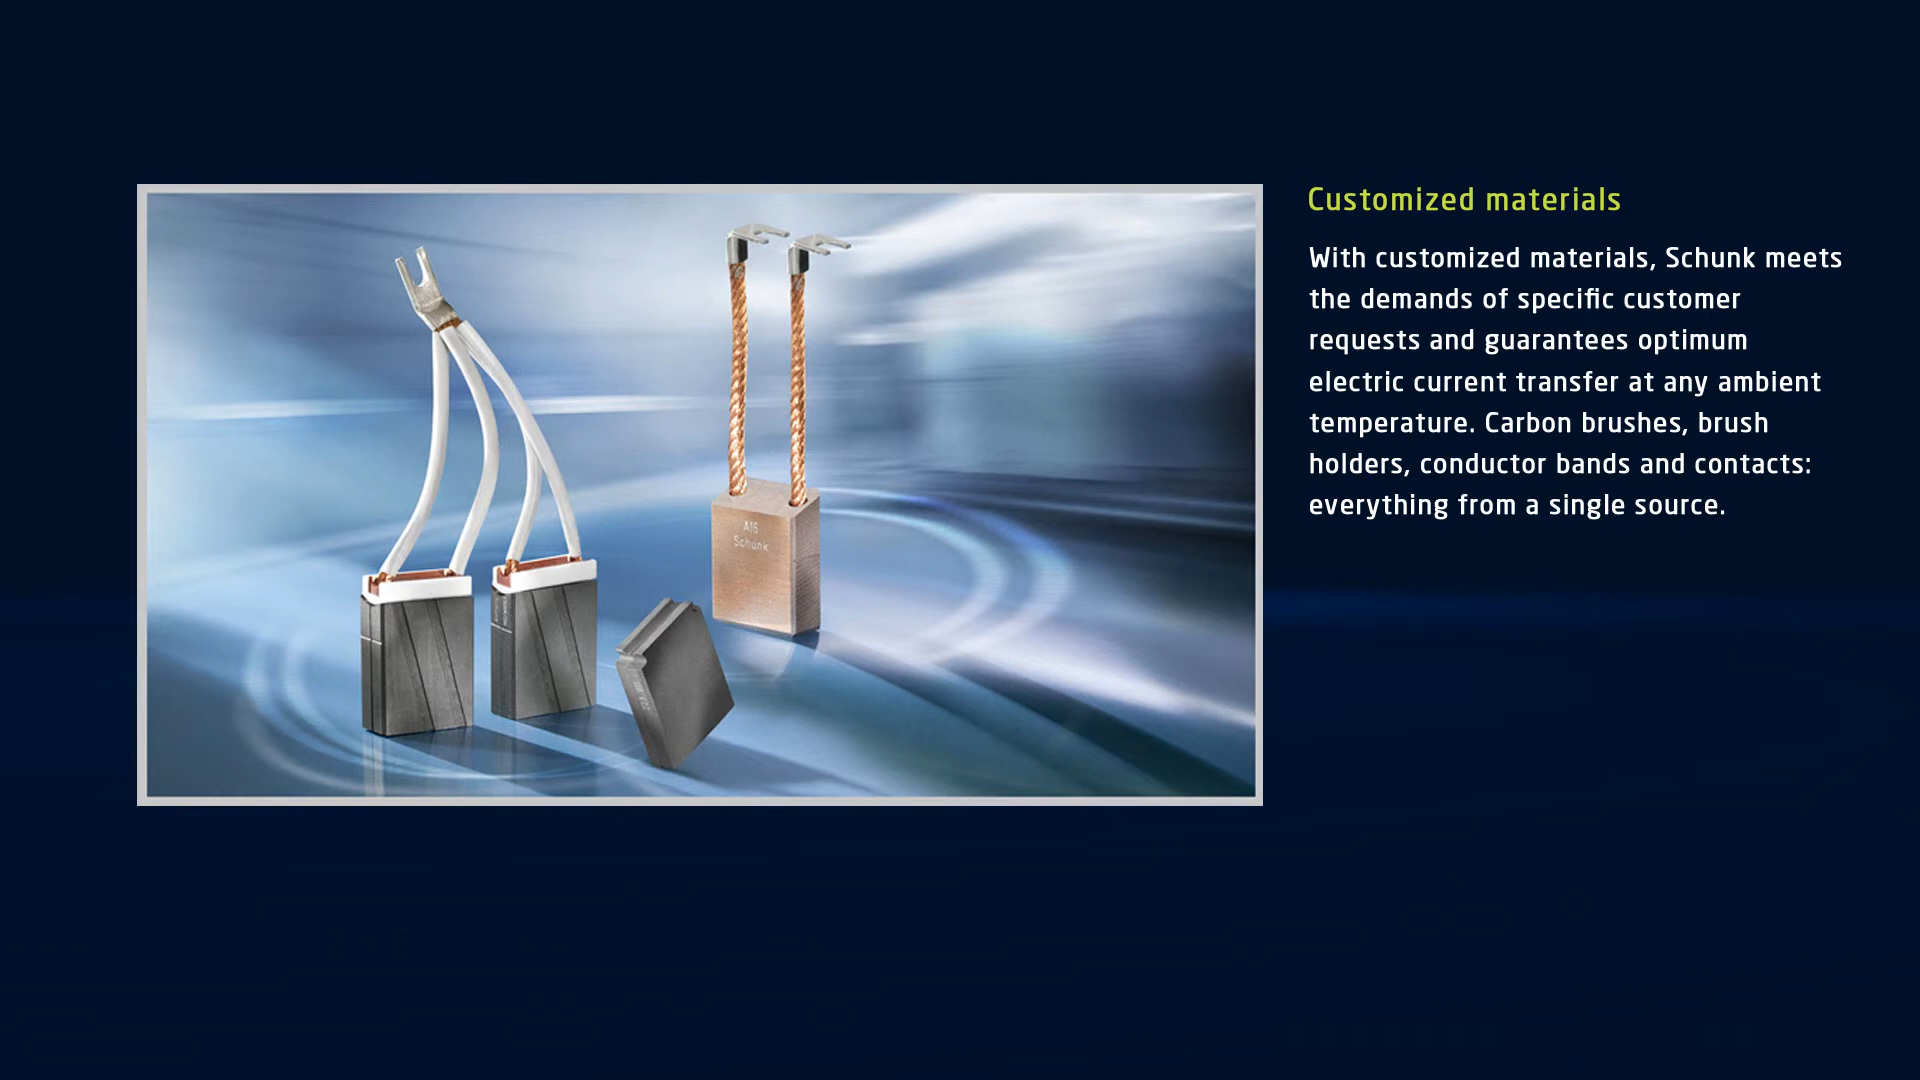 Customized materials
With customized materials, Schunk meets
the demands of specific customer
requests and guarantees optimum
electric current transfer at any ambient
temperature. Carbon brushes, brush
holders, conductor bands and contacts:
everything from a single source.
A16
Schunk